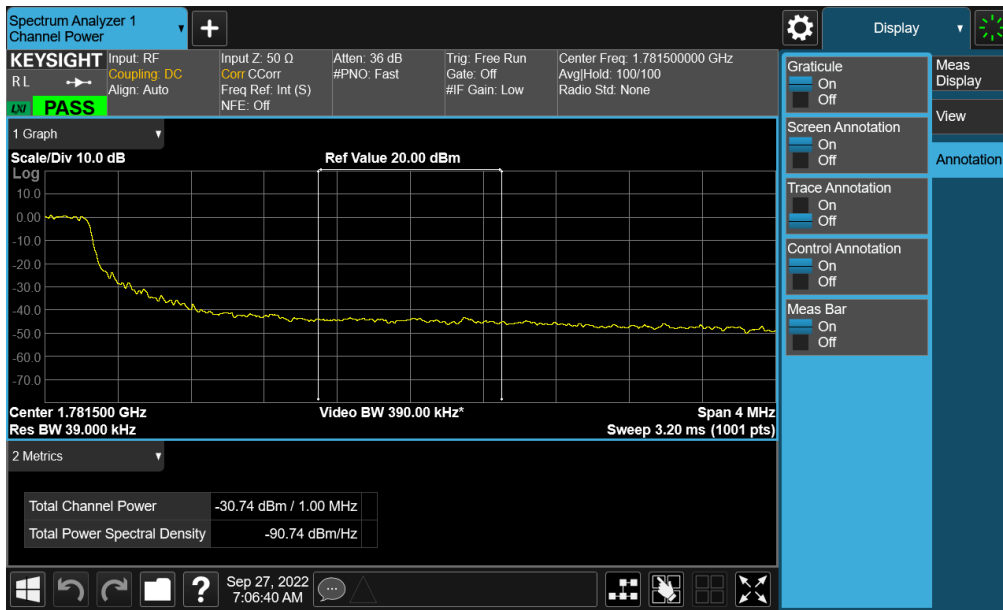 Spectrum Analyzer 1
Channel Power
+
Display
KEYSIGHT
R L
LXI
PASS
Input: RF
Coupling: DC
Align: Auto
Input Z: 50 Ω
Corr CCorr
Freq Ref: Int (S)
NFE: Off
Atten: 36 dB
#PNO: Fast
Trig: Free Run
Gate: Off
#IF Gain: Low
Center Freq: 1.781500000 GHz
Avg|Hold: 100/100
Radio Std: None
1 Graph
Scale/Div 10.0 dB
Ref Value 20.00 dBm
Log
10.0
0.00
-10.0
-20.0
-30.0
-40.0
-50.0
-60.0
-70.0
Center 1.781500 GHz
Video BW 390.00 kHz*
Span 4 MHz
Res BW 39.000 kHz
Sweep 3.20 ms (1001 pts)
2 Metrics
Total Channel Power
-30.74 dBm / 1.00 MHz
Total Power Spectral Density
-90.74 dBm/Hz
Graticule
On
Off
Screen Annotation
On
Off
Trace Annotation
On
Off
Control Annotation
On
Off
Meas Bar
On
Off
Meas
Display
View
Annotation
?
Sep 27, 2022
7:06:40 AM